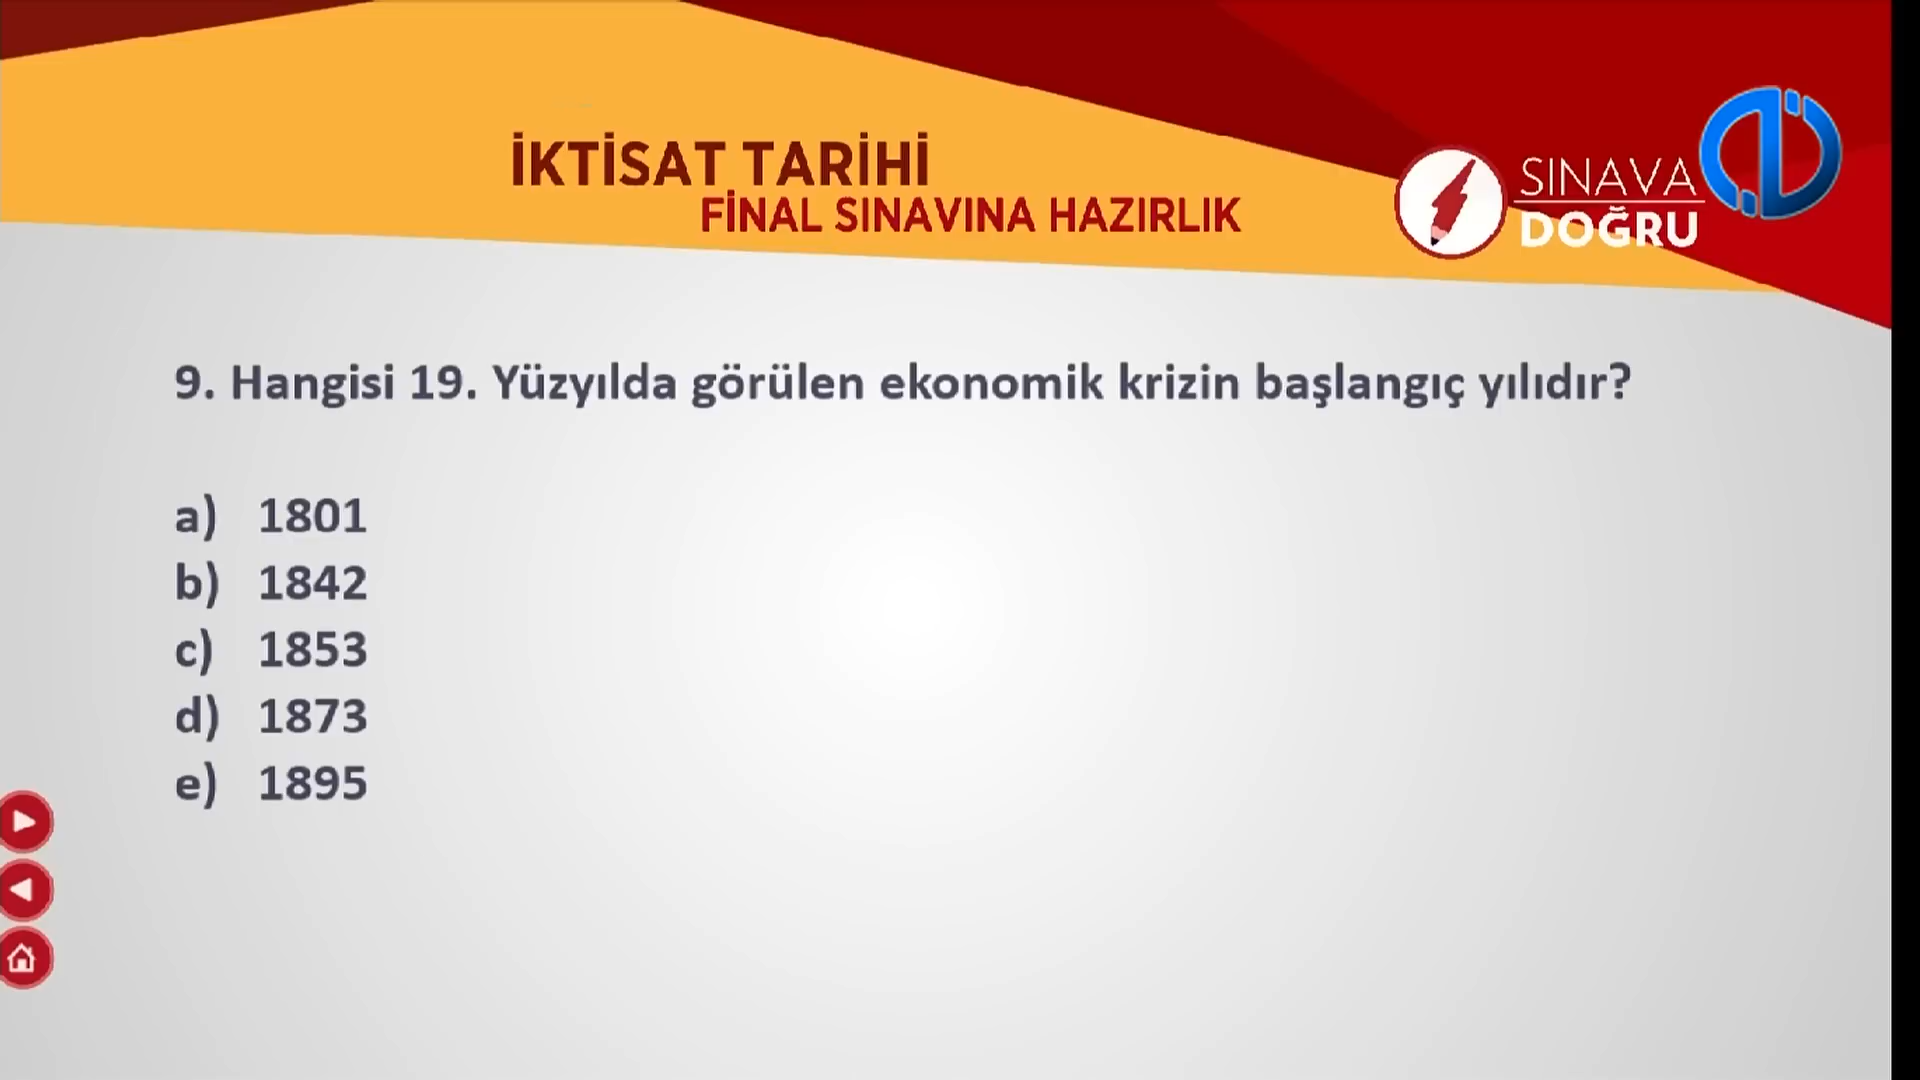 İKTİSAT TARİHİ
FİNAL SINAVINA HAZIRLIK
SINAVA
DOĞRU
9. Hangisi 19. Yüzyılda görülen ekonomik krizin başlangıç yılıdır?
a) 1801
b) 1842
c) 1853
d) 1873
e) 1895